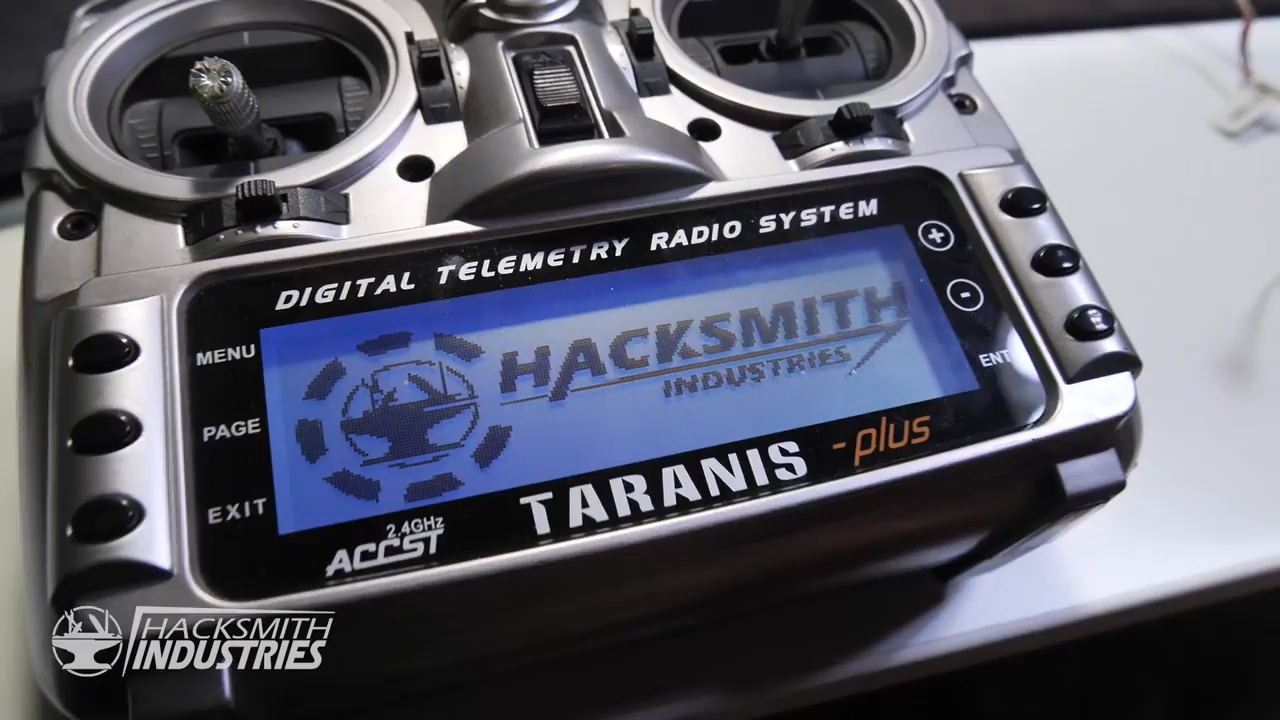 DIGITAL TELEMETRY RADIO SYSTEM
+
-
MENU
PAGE
EXIT
ENT
HACKSMITH
INDUSTRIES
TARANIS -plus
2.4GHz
ACCST
HACKSMITH
INDUSTRIES